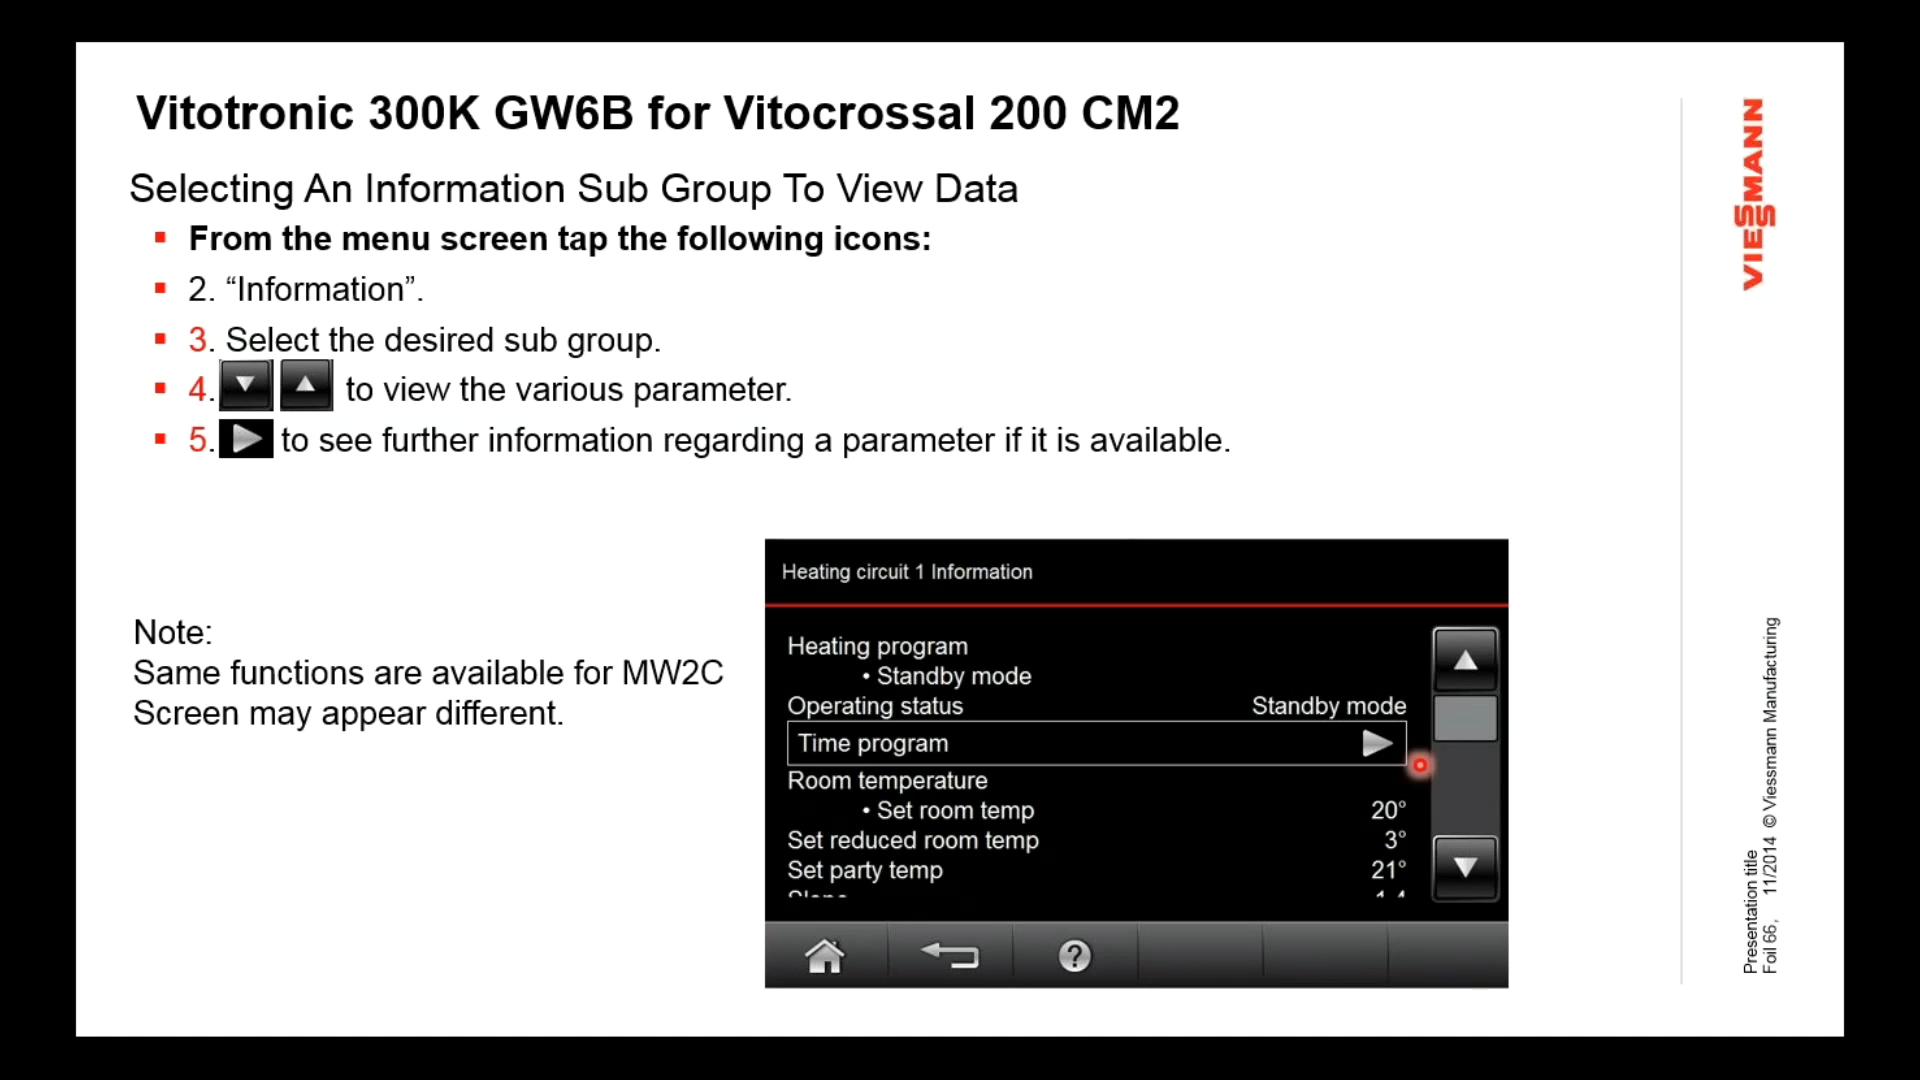 Vitotronic 300K GW6B for Vitocrossal 200 CM2
Selecting An Information Sub Group To View Data
From the menu screen tap the following icons:
2. “Information”.
3. Select the desired sub group.
4. to view the various parameter.
5. to see further information regarding a parameter if it is available.
Note:
Same functions are available for MW2C
Screen may appear different.
Heating circuit 1 Information
Heating program
• Standby mode
Operating status Standby mode
Time program
Room temperature
• Set room temp 20°
Set reduced room temp 3°
Set party temp 21°
VIESSMANN
Presentation title
Foil 66, 11/2014 © Viessmann Manufacturing